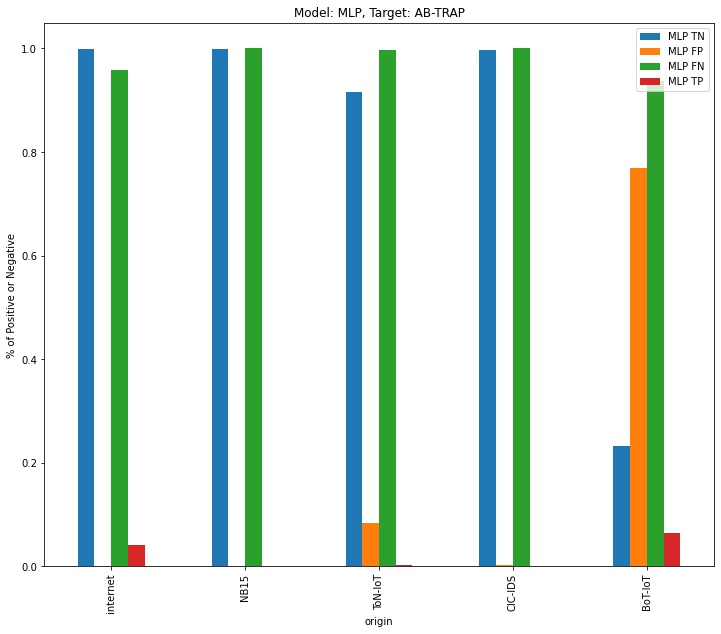 Model: MLP, Target: AB-TRAP
MLP TN
MLP FP
MLP FN
MLP TP
% of Positive or Negative
1.0
0.8
0.6
0.4
0.2
0.0
internet
NB15
ToN-IoT
CIC-IDS
BoT-IoT
origin